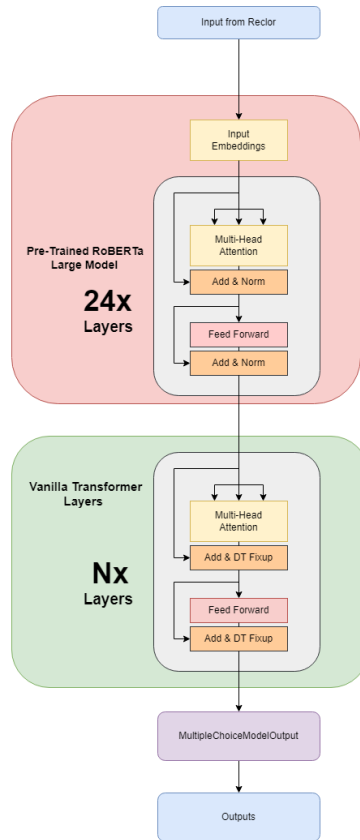 Input from Reclor
Input
Embeddings
Pre-Trained RoBERTa
Large Model
24x
Layers
Multi-Head
Attention
Add & Norm
Feed Forward
Add & Norm
Vanilla Transformer
Layers
Nx
Layers
Multi-Head
Attention
Add & DT Fixup
Feed Forward
Add & DT Fixup
MultipleChoiceModelOutput
Outputs